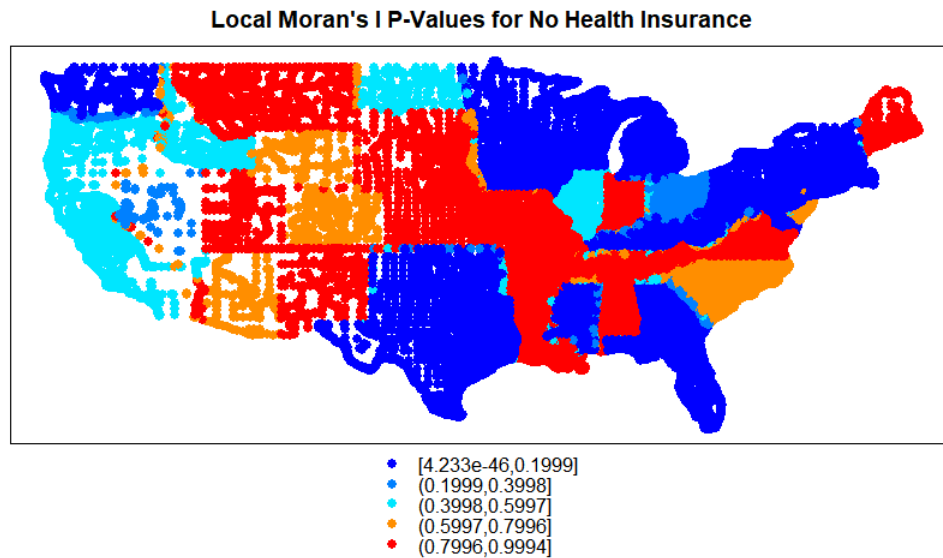 Local Moran's I P-Values for No Health Insurance
[4.233e-46,0.1999]
(0.1999,0.3998]
(0.3998,0.5997]
(0.5997,0.7996]
(0.7996,0.9994]